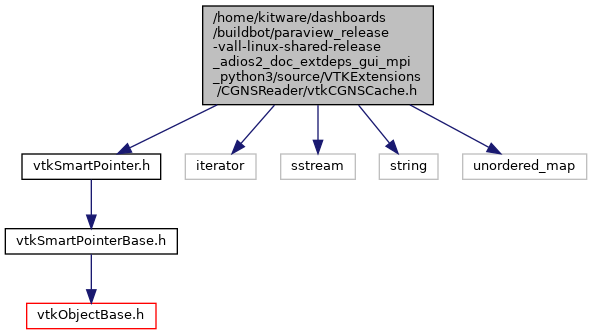 /home/kitware/dashboards
/buildbot/paraview_release
-vall-linux-shared-release
_adios2_doc_extdeps_gui_mpi
_python3/source/VTKExtensions
/CGNSReader/vtkCGNSCache.h
vtkSmartPointer.h
iterator
sstream
string
unordered_map
vtkSmartPointerBase.h
vtkObjectBase.h